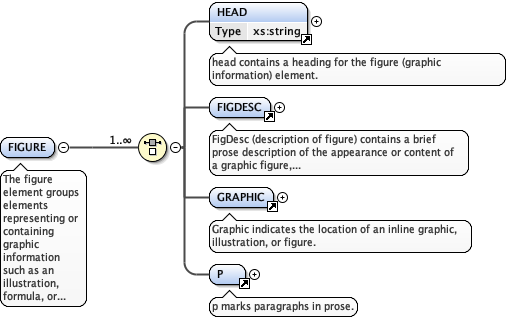 HEAD
Type xs:string
head contains a heading for the figure (graphic
information) element.
FIGDESC
FigDesc (description of figure) contains a brief
prose description of the appearance or content of
a graphic figure,...
FIGURE
1..∞
The figure
element groups
elements
representing or
containing
graphic
information
such as an
illustration,
formula, or...
GRAPHIC
Graphic indicates the location of an inline graphic,
illustration, or figure.
P
p marks paragraphs in prose.